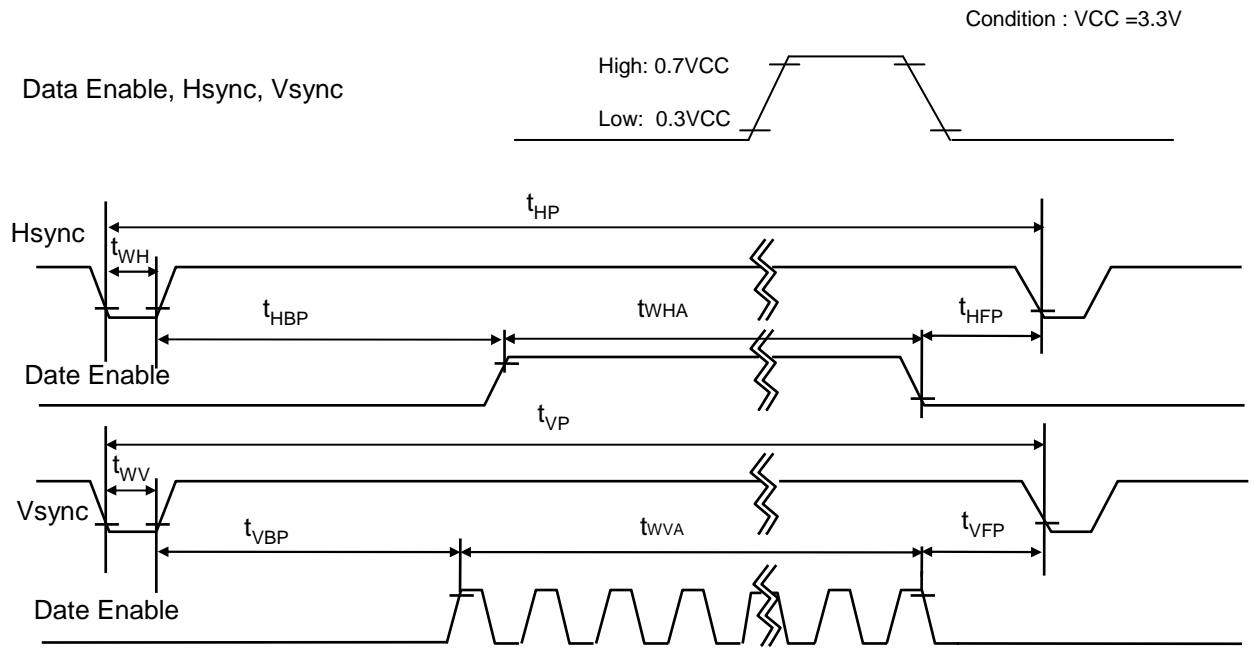 Condition : VCC =3.3V
High: 0.7VCC
Data Enable, Hsync, Vsync
Low: 0.3VCC
tHP
Hsync
tWH
tHBP
tWHA
tHFP
Date Enable
tVP
tWV
Vsync
tVBP
tWVA
tVFP
Date Enable